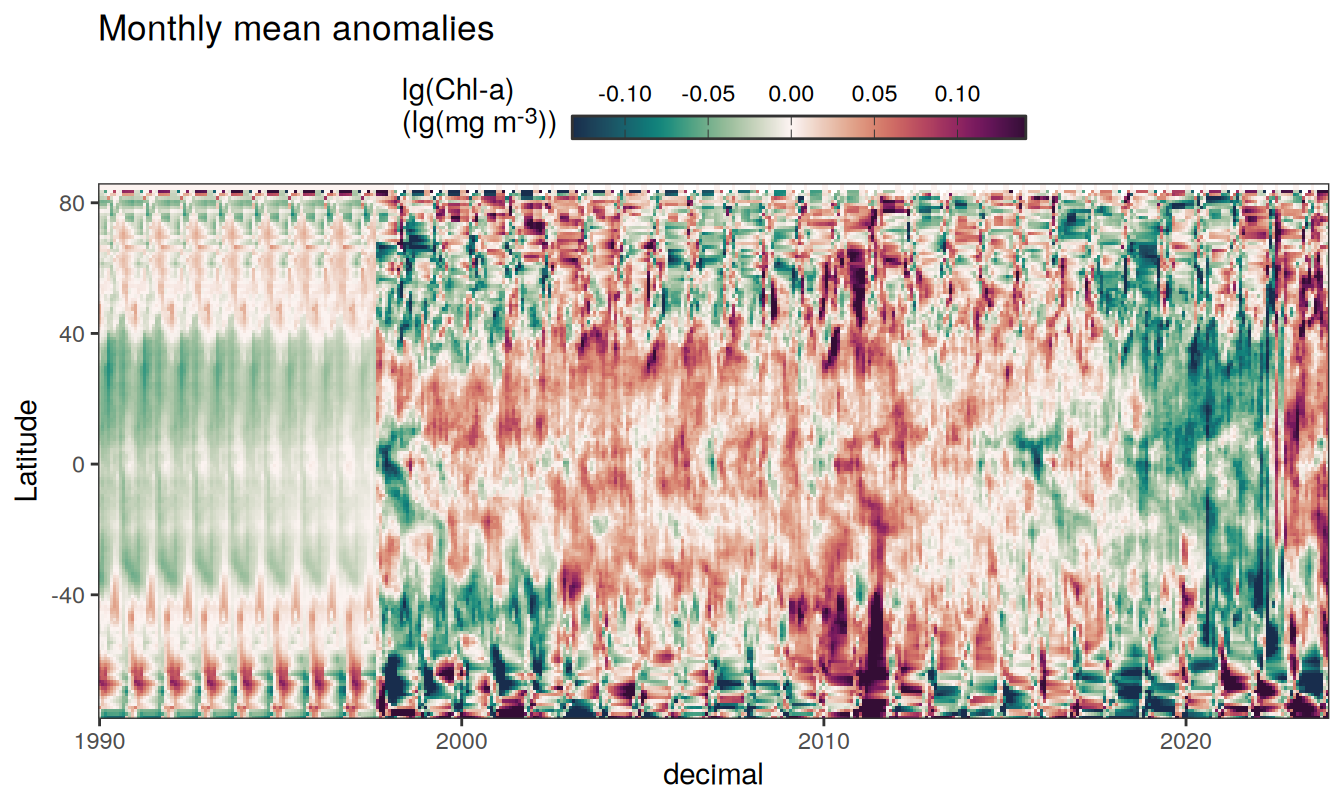 Monthly mean anomalies
lg(Chl-a)
(lg(mg m-3))
-0.10 -0.05 0.00 0.05 0.10
Latitude
80
40
0
-40
1990 2000 2010 2020
decimal